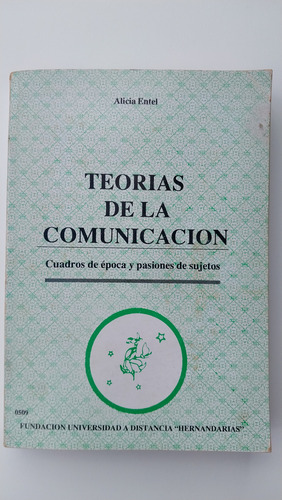 Alicia Entel
TEORIAS
DE LA
COMUNICACION
Cuadros de época y pasiones de sujetos
0509
FUNDACION UNIVERSIDAD A DISTANCIA "HERNANDARIAS"